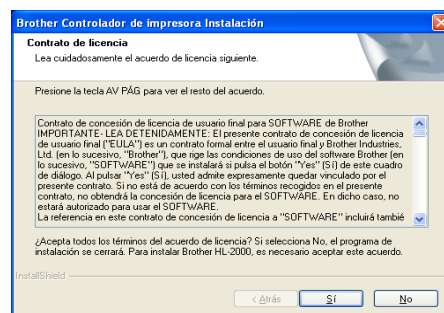 Brother Controlador de impresora Instalación
Contrato de licencia
Lea cuidadosamente el acuerdo de licencia siguiente.
Presione la tecla AV PÁG para ver el resto del acuerdo.
Contrato de concesión de licencia de usuario final para SOFTWARE de Brother
IMPORTANTE- LEA DETENIDAMENTE: El presente contrato de concesión de licencia
de usuario final ("EULA") es un contrato formal entre el usuario final y Brother Industries,
Ltd. (en lo sucesivo, "Brother"), que rige las condiciones de uso del software Brother (en
lo sucesivo, "SOFTWARE") que se instalará si pulsa el botón "Yes" (Sí) de este cuadro
de diálogo. Al pulsar "Yes" (Sí), usted admite expresamente quedar vinculado por el
presente contrato. Si no está de acuerdo con los términos recogidos en el presente
contrato, no obtendrá la concesión de licencia para el SOFTWARE. En dicho caso, no
estará autorizado para usar el SOFTWARE.
La referencia en este contrato de concesión de licencia a "SOFTWARE" incluirá tambié
¿Acepta todos los términos del acuerdo de licencia? Si selecciona No, el programa de
instalación se cerrará. Para instalar Brother HL-2000, es necesario aceptar este acuerdo.
InstallShield
< Atrás Sí No